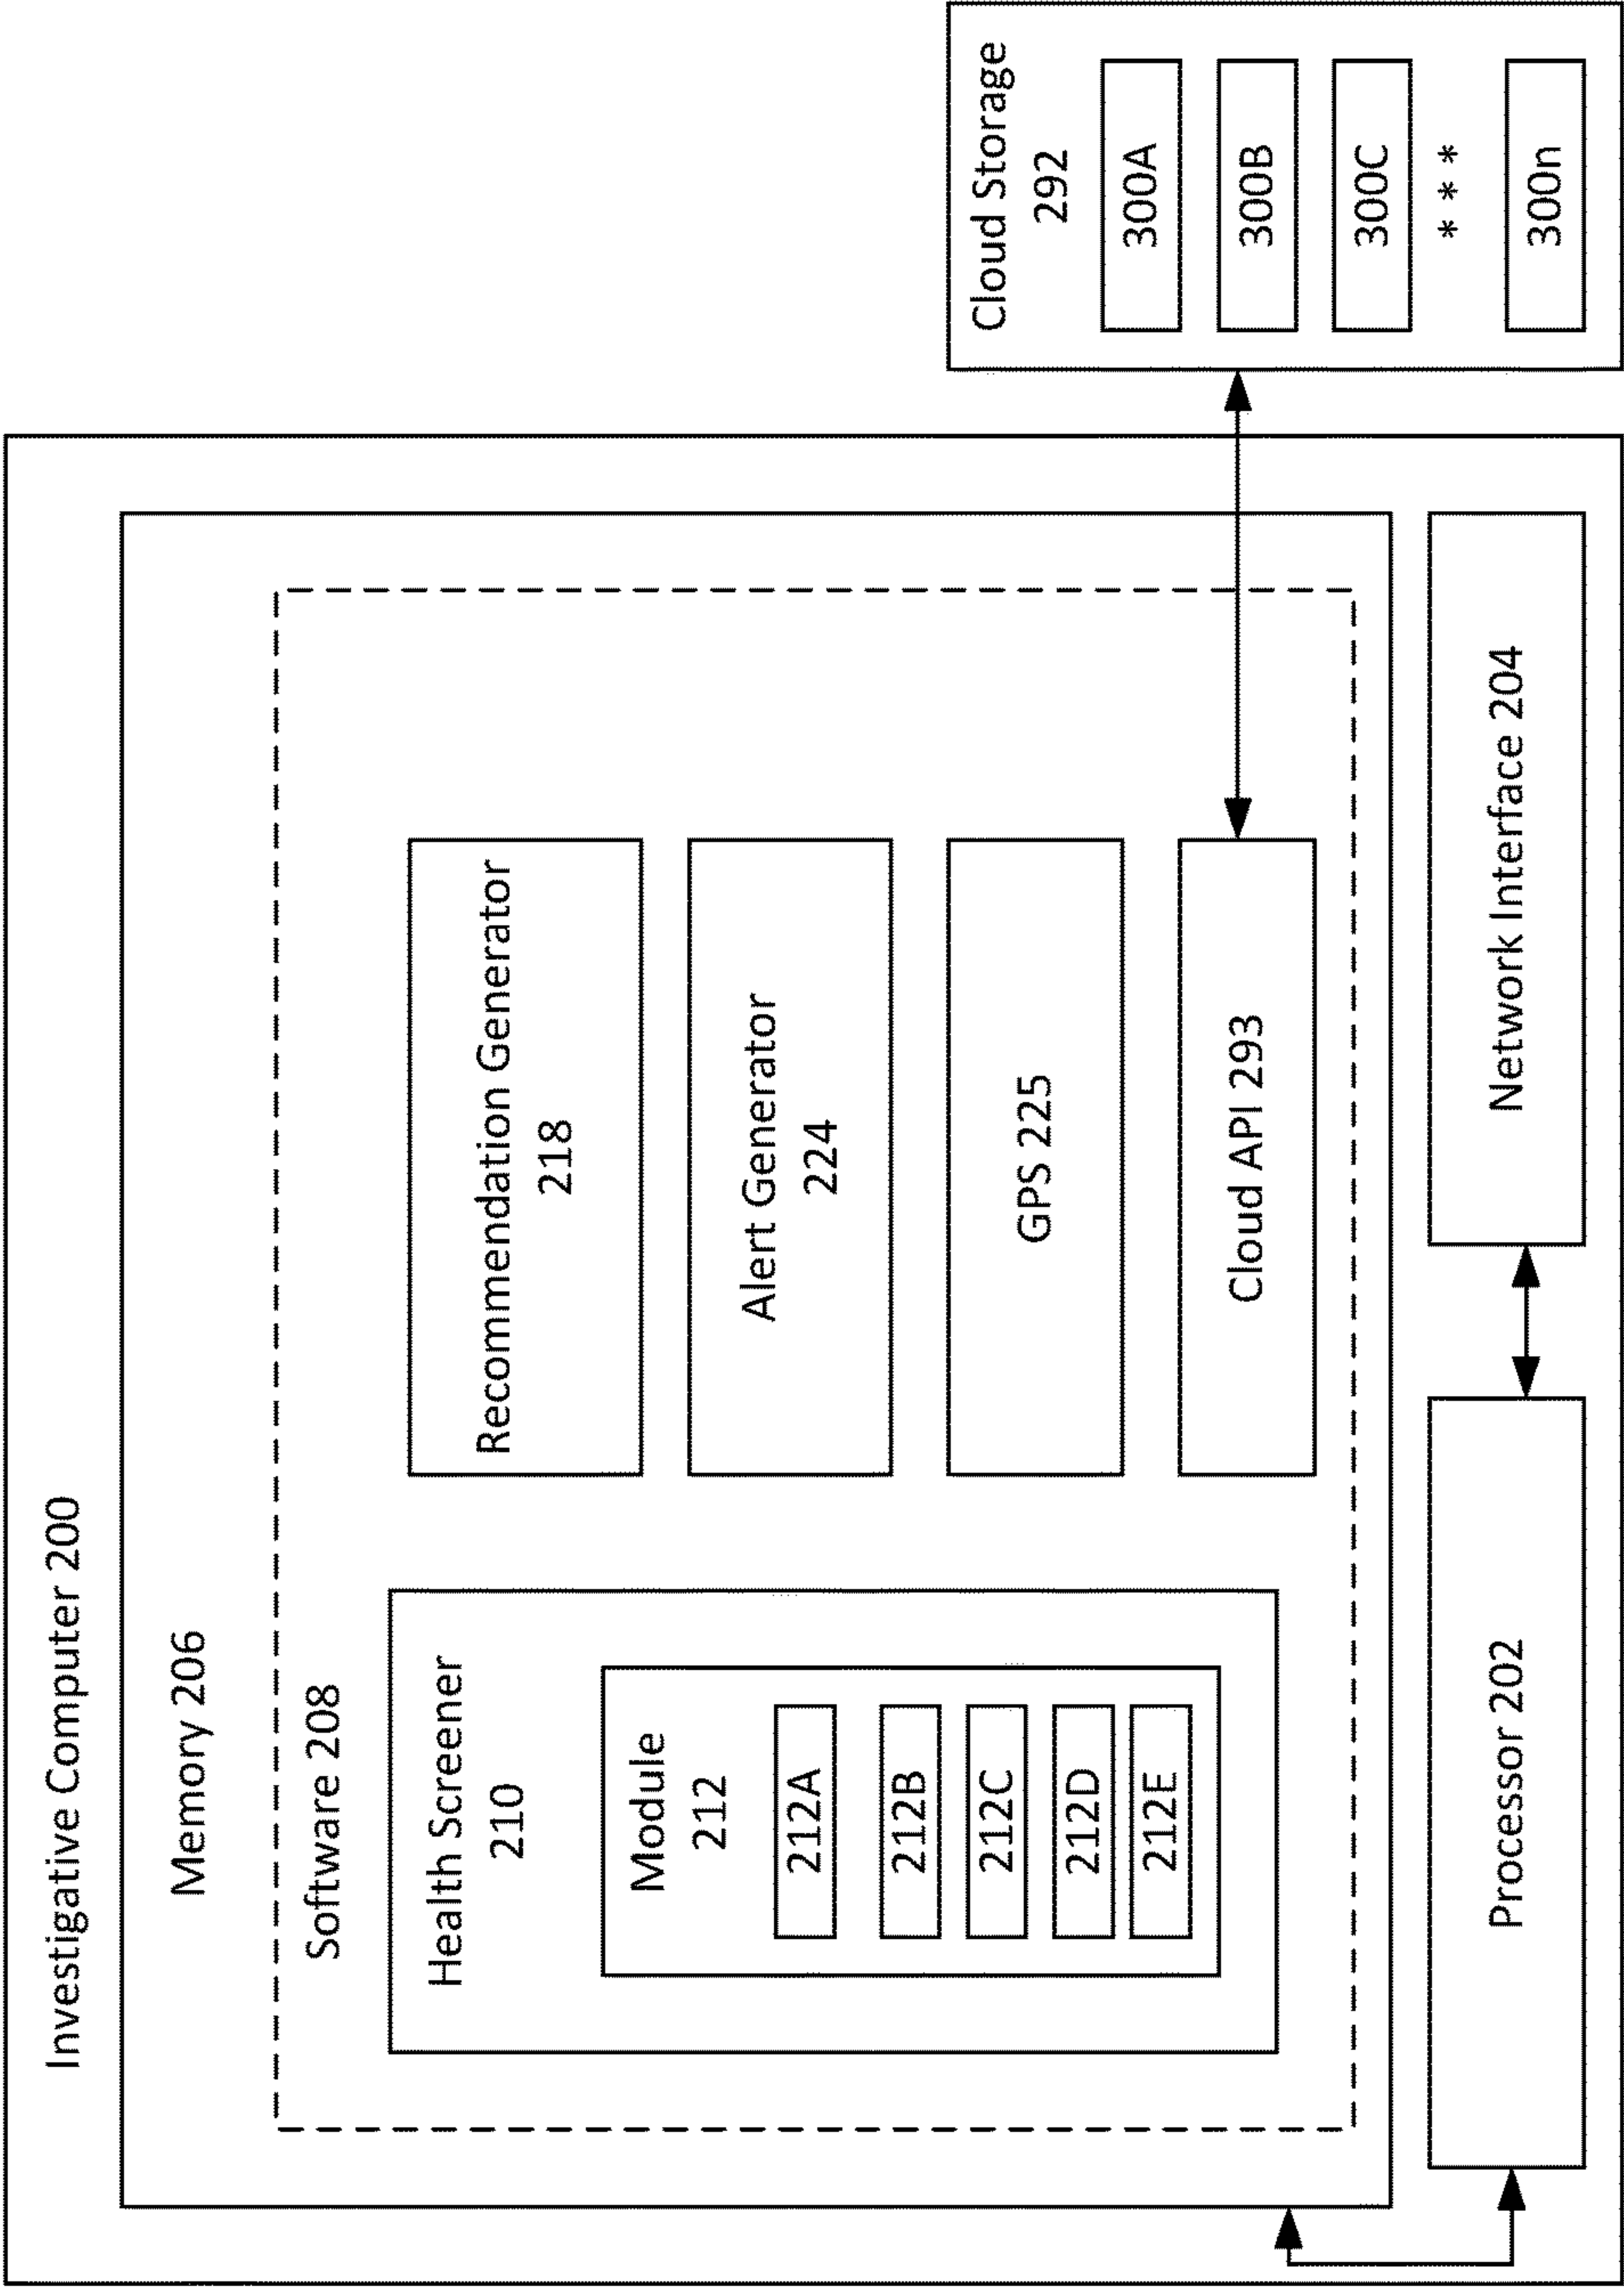 Investigative Computer 200
Memory 206
Software 208
Health Screener
210
Module
212
212A
212B
212C
212D
212E
Recommendation Generator
218
Alert Generator
224
GPS 225
Cloud API 293
Processor 202
Network Interface 204
Cloud Storage
292
300A
300B
300C
* * *
300n